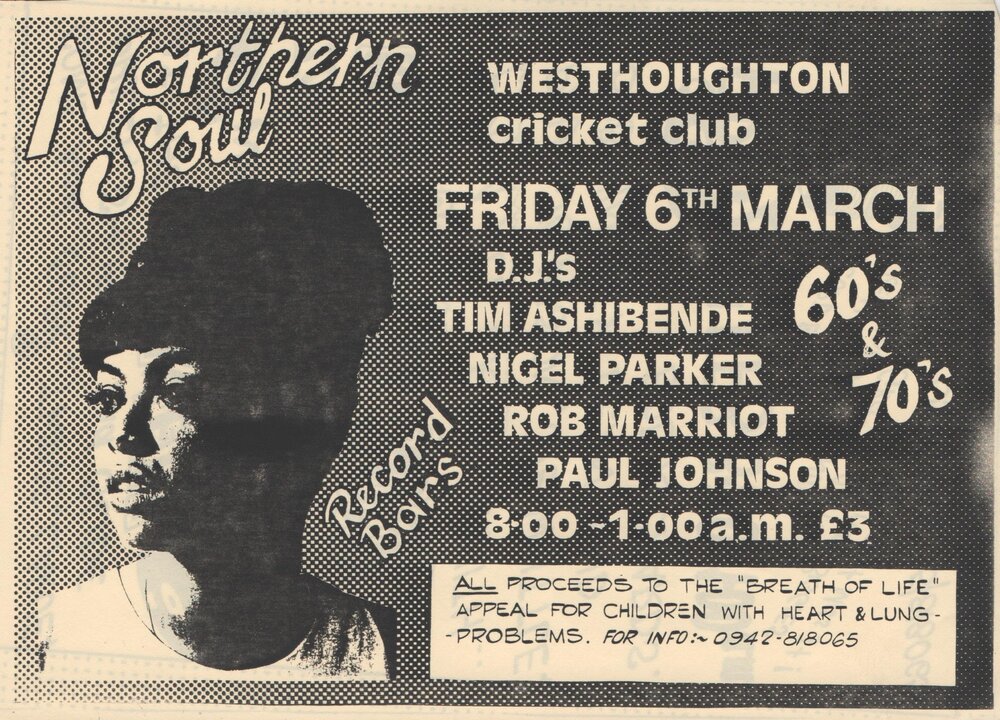 Northern
Soul
WESTHOUGHTON
cricket club
FRIDAY 6TH MARCH
D.J.'s
TIM ASHIBENDE
NIGEL PARKER
ROB MARRIOT
PAUL JOHNSON
60's
&
70's
Record
Bars
8·00 -1·00 a.m. £3
ALL PROCEEDS TO THE "BREATH OF LIFE"
APPEAL FOR CHILDREN WITH HEART & LUNG-
-PROBLEMS. FOR INFO:~ 0942-818065